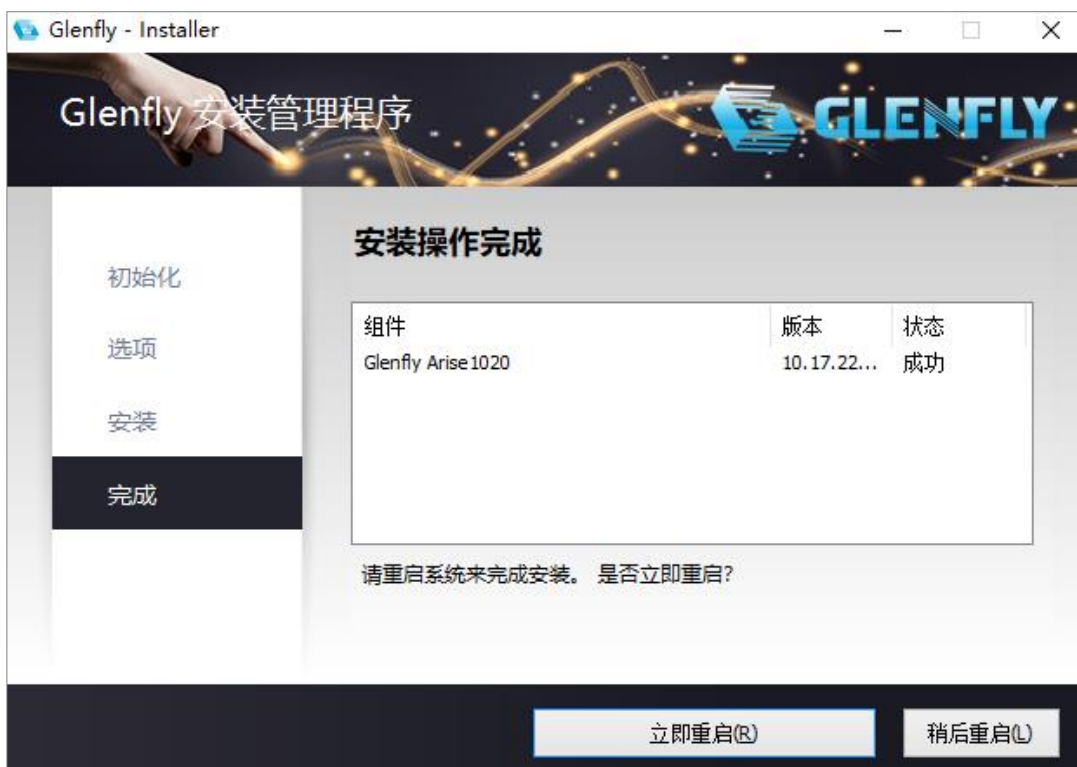 Glenfly - Installer
Glenfly 安装管理程序
GLENFLY
初始化
选项
安装
完成
安装操作完成
组件 版本 状态
Glenfly Arise1020 10.17.22... 成功
请重启系统来完成安装。 是否立即重启?
立即重启(R) 稍后重启(L)